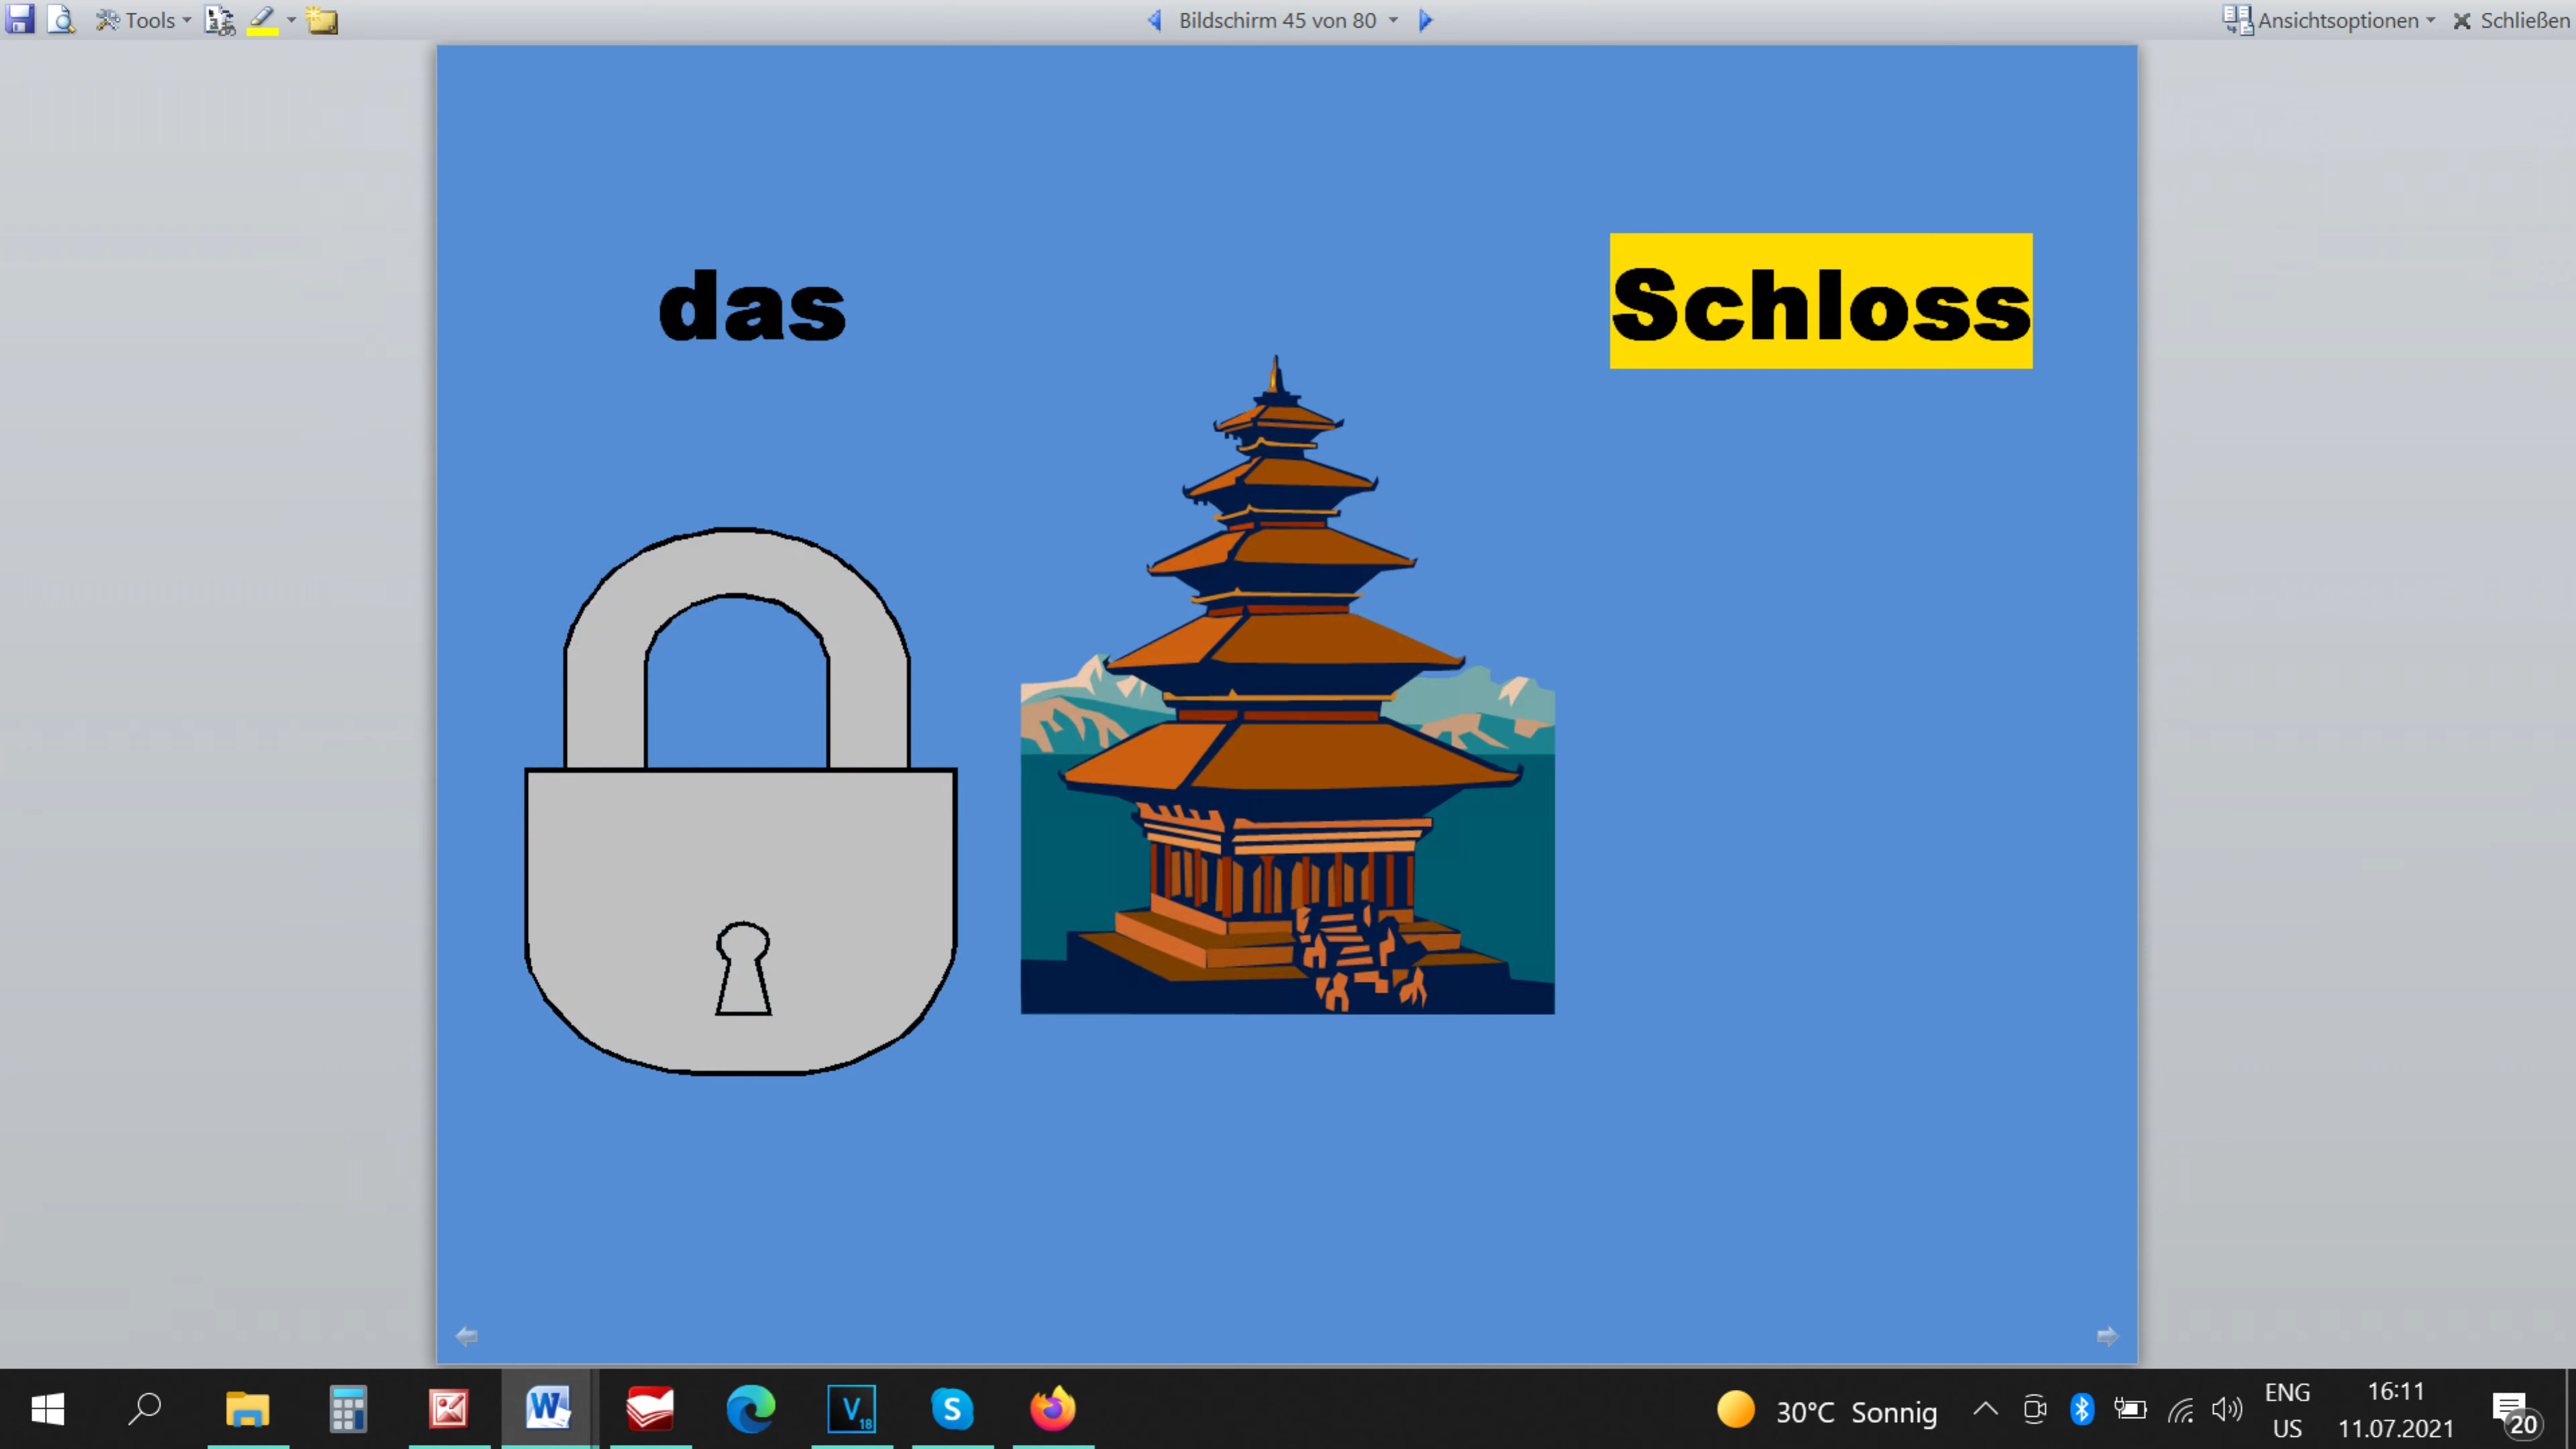 Tools
Bildschirm 45 von 80
Ansichtsoptionen
Schließen
das Schloss
W
V 18
S
30°C Sonnig
ENG
US
16:11
11.07.2021
20